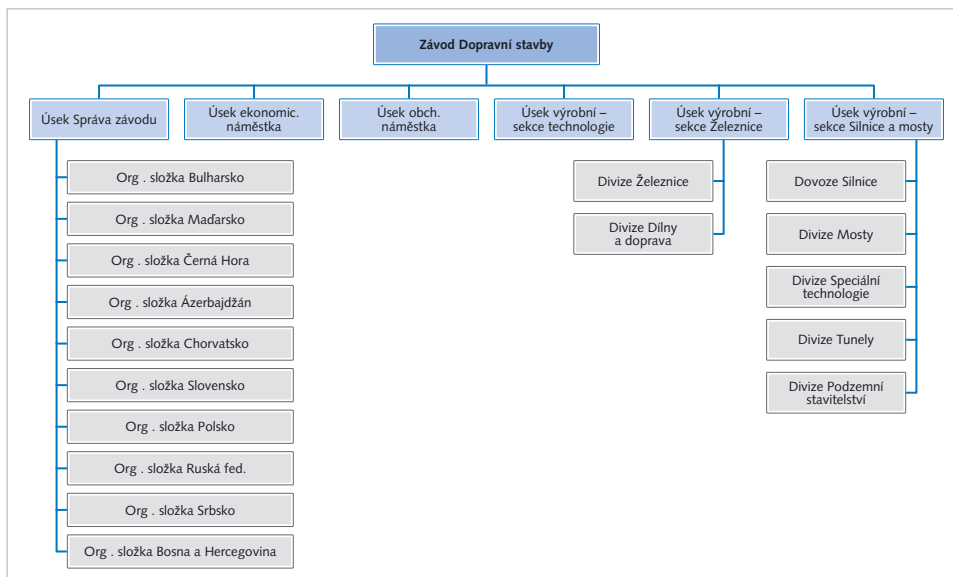 Závod Dopravní stavby
Úsek Správa závodu
Úsek ekonomic.
náměstka
Úsek obch.
náměstka
Úsek výrobní –
sekce technologie
Úsek výrobní –
sekce Železnice
Úsek výrobní –
sekce Silnice a mosty
Org . složka Bulharsko
Org . složka Maďarsko
Org . složka Černá Hora
Org . složka Ázerbajdžán
Org . složka Chorvatsko
Org . složka Slovensko
Org . složka Polsko
Org . složka Ruská fed.
Org . složka Srbsko
Org . složka Bosna a Hercegovina
Divize Železnice
Divize Dílny
a doprava
Dovoze Silnice
Divize Mosty
Divize Speciální
technologie
Divize Tunely
Divize Podzemní
stavitelství